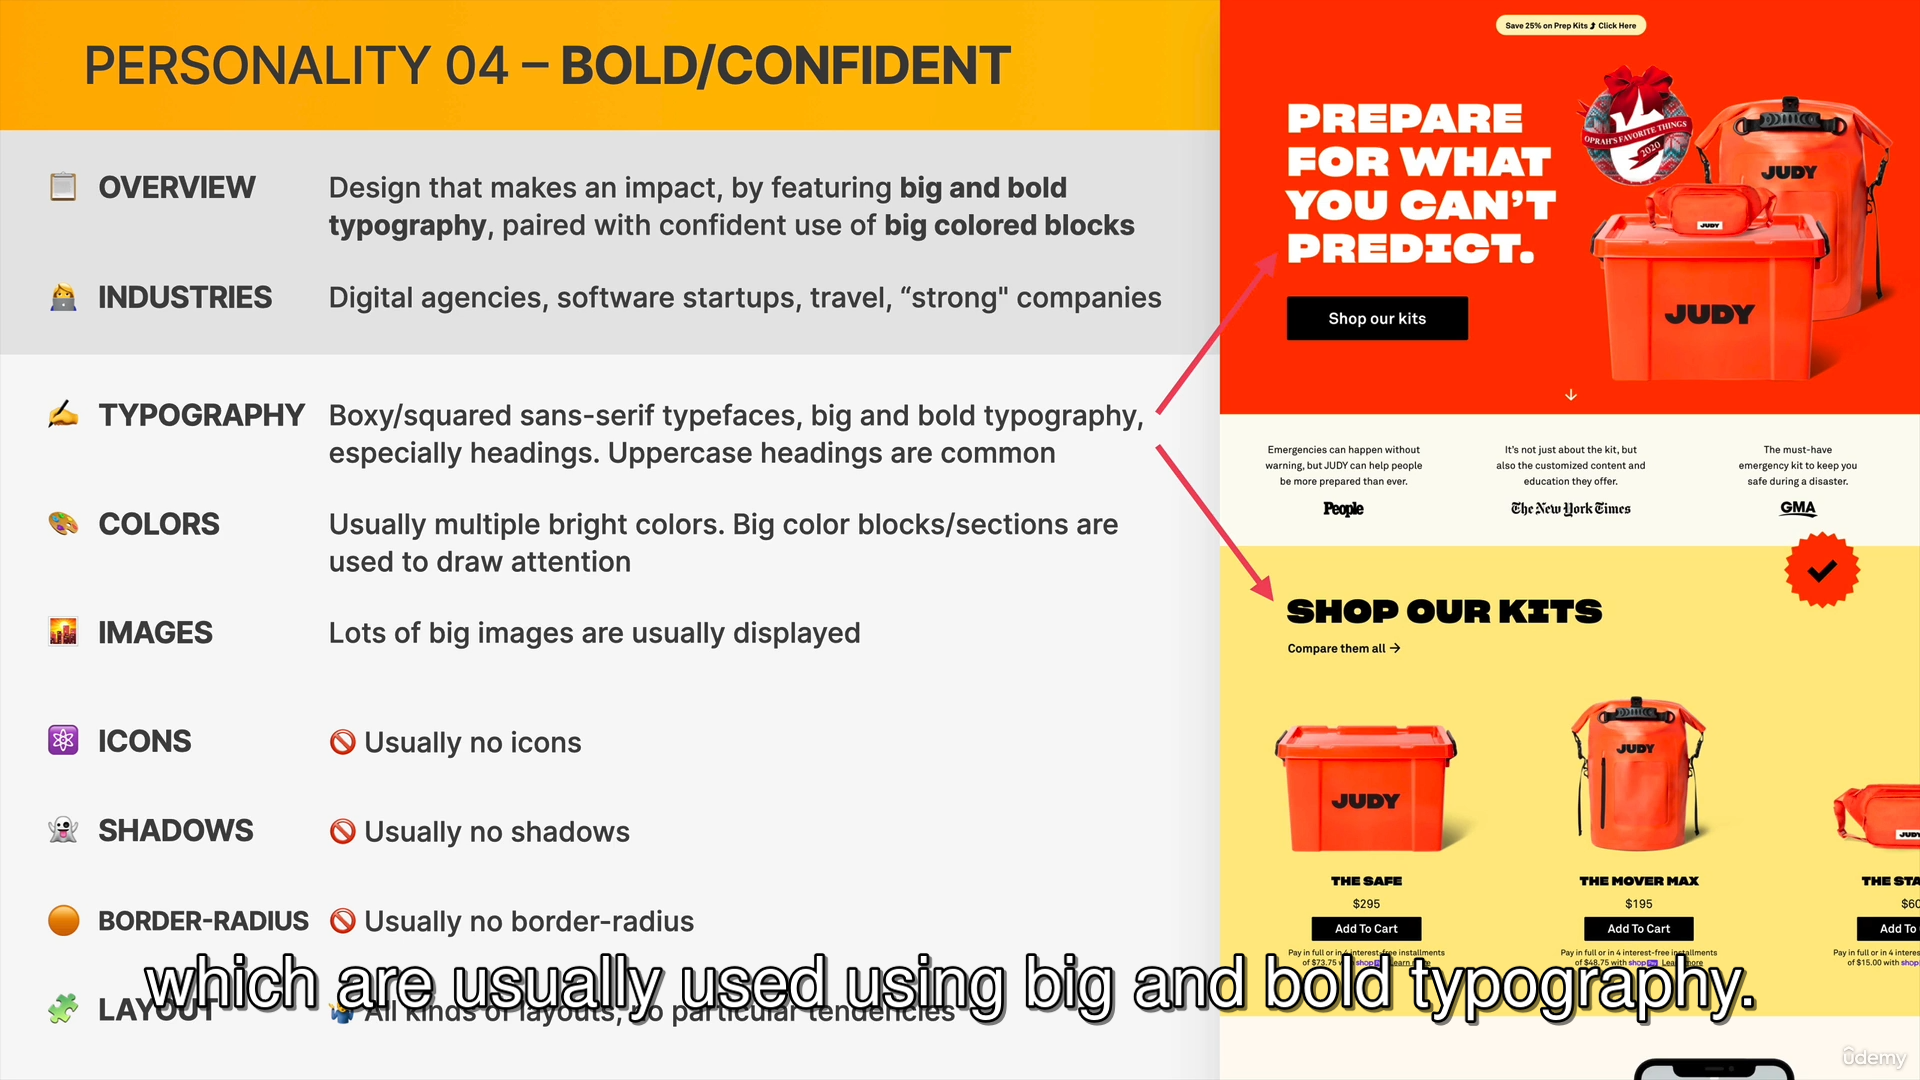 PERSONALITY 04 – BOLD/CONFIDENT
OVERVIEW
Design that makes an impact, by featuring big and bold
typography, paired with confident use of big colored blocks
INDUSTRIES
Digital agencies, software startups, travel, “strong" companies
TYPOGRAPHY
Boxy/squared sans-serif typefaces, big and bold typography,
especially headings. Uppercase headings are common
COLORS
Usually multiple bright colors. Big color blocks/sections are
used to draw attention
IMAGES
Lots of big images are usually displayed
ICONS
Usually no icons
SHADOWS
Usually no shadows
BORDER-RADIUS
Usually no border-radius
LAYOUT
All kinds of layouts, no particular tendencies
which are usually used using big and bold typography.
Save 25% on Prep Kits Click Here
PREPARE
FOR WHAT
YOU CAN’T
PREDICT.
Shop our kits
OPRAH'S FAVORITE THINGS
2020
JUDY
JUDY
JUDY
Emergencies can happen without
warning, but JUDY can help people
be more prepared than ever.
People
It’s not just about the kit, but
also the customized content and
education they offer.
The New York Times
The must-have
emergency kit to keep you
safe during a disaster.
GMA
SHOP OUR KITS
Compare them all →
JUDY
JUDY
JUDY
THE SAFE
$295
Add To Cart
Pay in full or in 4 interest-free installments
of $73.75 with shop Learn
THE MOVER MAX
$195
Add To Cart
Pay in full or in 4 interest-free installments
of $48.75 with shop Learn
THE STA
$60
Add To
Pay in full or in 4 interest
of $15.00 with shop
ûdemy